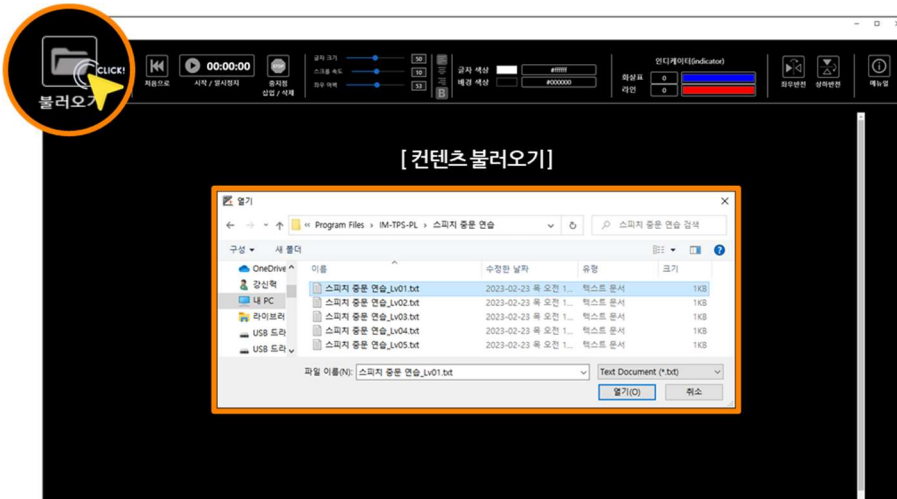 CLICK!
불러오기
처음으로
00:00:00
시작 / 일시정지
STOP
중지점
삽입 / 삭제
글자 크기
50
스크롤 속도
10
좌우 여백
53
B
글자 색상
#ffffff
배경 색상
#000000
인디케이터(indicator)
화살표
0
라인
0
좌우반전
상하반전
매뉴얼
[ 컨텐츠 불러오기]
열기
« Program Files › IM-TPS-PL › 스피치 중문 연습
스피치 중문 연습 검색
구성
새 폴더
이름
수정한 날짜
유형
크기
OneDrive
강신혁
내 PC
라이브러
USB 드라
USB 드라
스피치 중문 연습_Lv01.txt 2023-02-23 목 오전 1... 텍스트 문서 1KB
스피치 중문 연습_Lv02.txt 2023-02-23 목 오전 1... 텍스트 문서 1KB
스피치 중문 연습_Lv03.txt 2023-02-23 목 오전 1... 텍스트 문서 1KB
스피치 중문 연습_Lv04.txt 2023-02-23 목 오전 1... 텍스트 문서 1KB
스피치 중문 연습_Lv05.txt 2023-02-23 목 오전 1... 텍스트 문서 1KB
파일 이름(N): 스피치 중문 연습_Lv01.txt
Text Document (*.txt)
열기(O)
취소